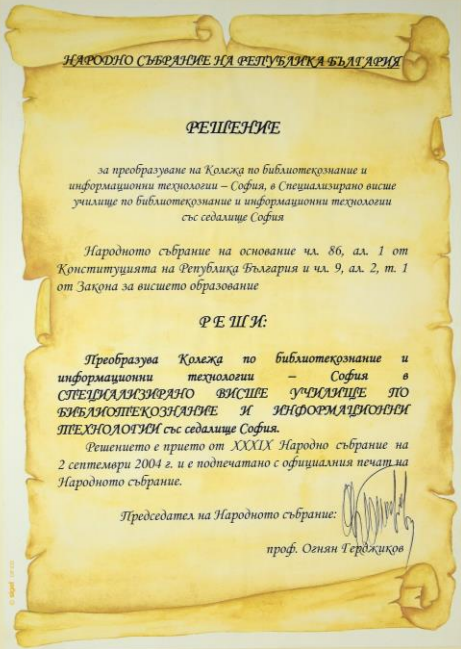 НАРОДНО СЪБРАНИЕ НА РЕПУБЛИКА БЪЛГАРИЯ
РЕШЕНИЕ
за преобразуване на Колежа по библиотекознание и
информационни технологии – София, в Специализирано висше
училище по библиотекознание и информационни технологии
със седалище София
Народното събрание на основание чл. 86, ал. 1 от
Конституцията на Република България и чл. 9, ал. 2, т. 1
от Закона за висшето образование
РЕШИ:
Преобразува Колежа по библиотекознание и
информационни технологии – София в
СПЕЦИАЛИЗИРАНО ВИСШЕ УЧИЛИЩЕ ПО
БИБЛИОТЕКОЗНАНИЕ И ИНФОРМАЦИОННИ
ТЕХНОЛОГИИ със седалище София.
Решението е прието от XXXIX Народно събрание на
2 септември 2004 г. и е подпечатано с официалния печат на
Народното събрание.
Председател на Народното събрание:
проф. Огнян Герджиков
© sigel